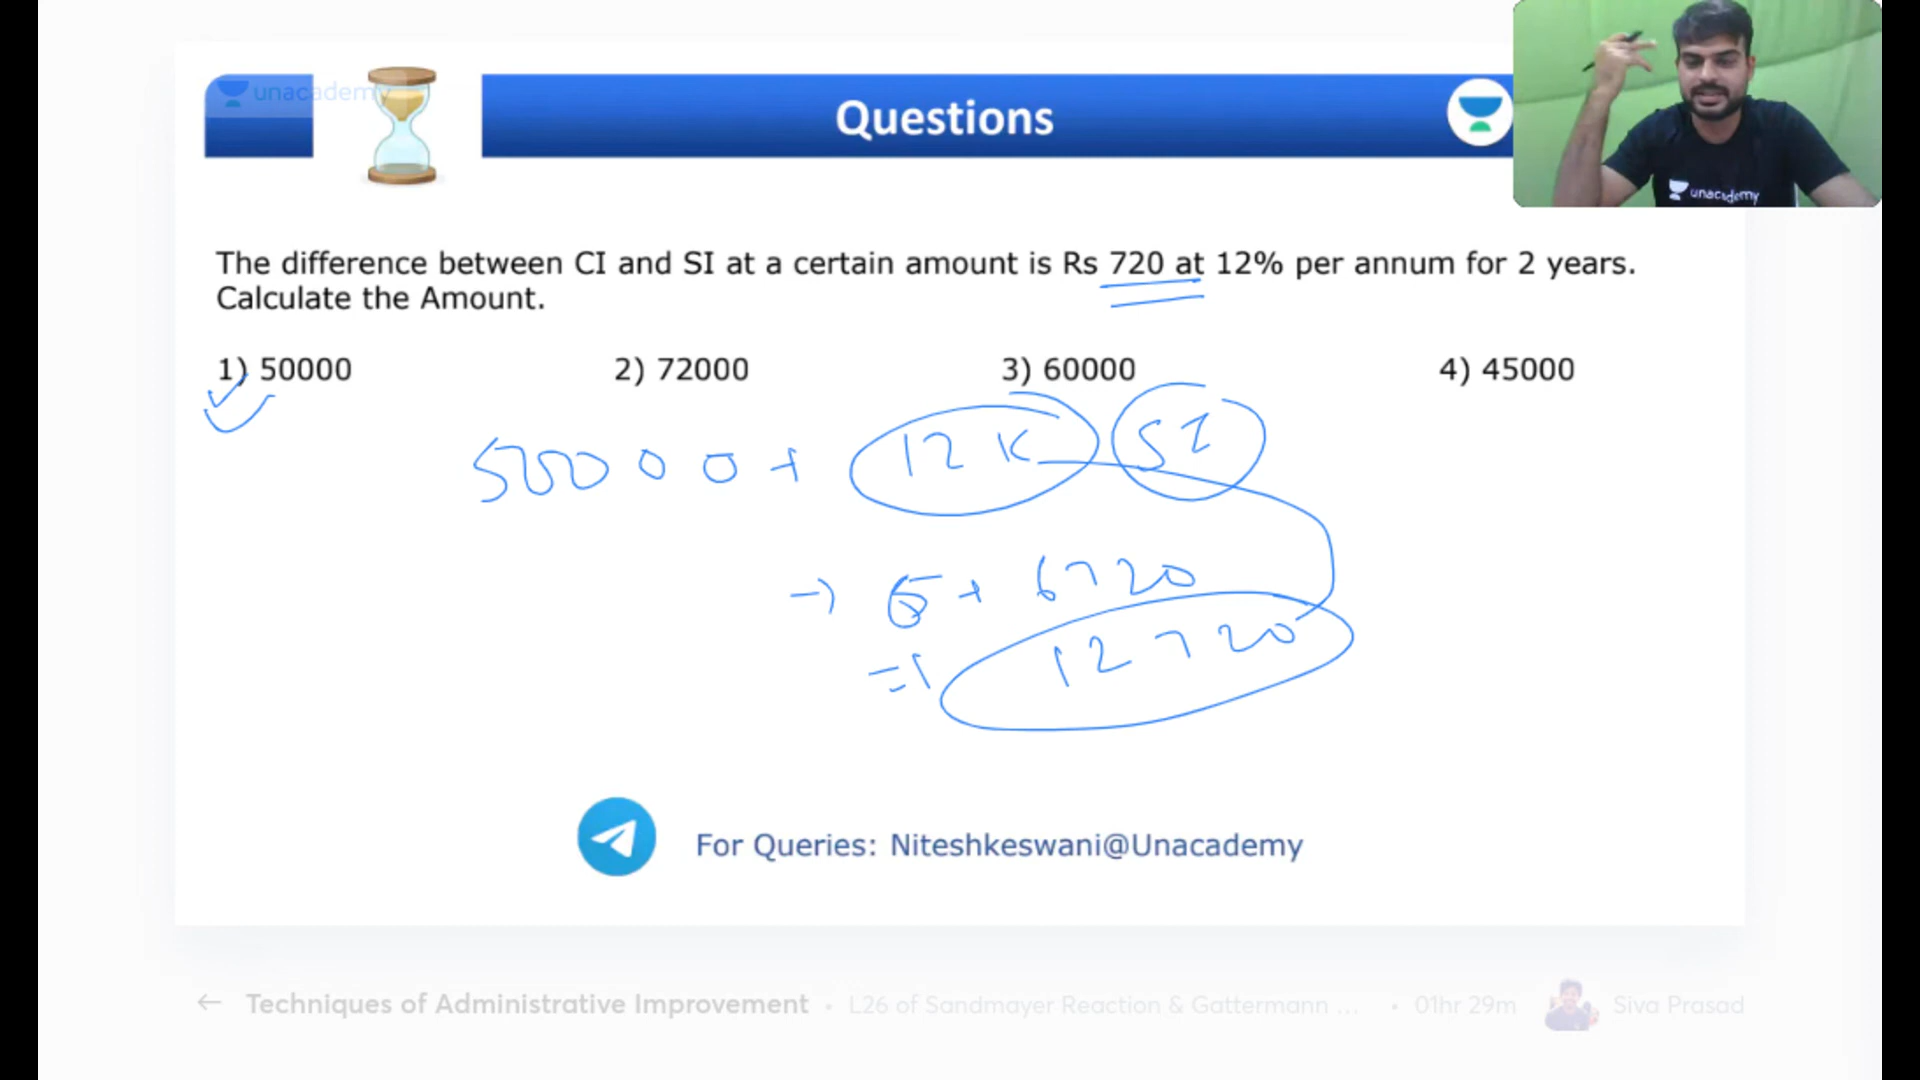 unacademy
Questions
unacademy
The difference between CI and SI at a certain amount is Rs 720 at 12% per annum for 2 years.
Calculate the Amount.
1) 50000
2) 72000
3) 60000
4) 45000
50000 + 12K SI
→ 6 + 6720
12720
For Queries: Niteshkeswani@Unacademy
← Techniques of Administrative Improvement • L26 of Sandmayer Reaction & Gattermann ... • 01hr 29m Siva Prasad